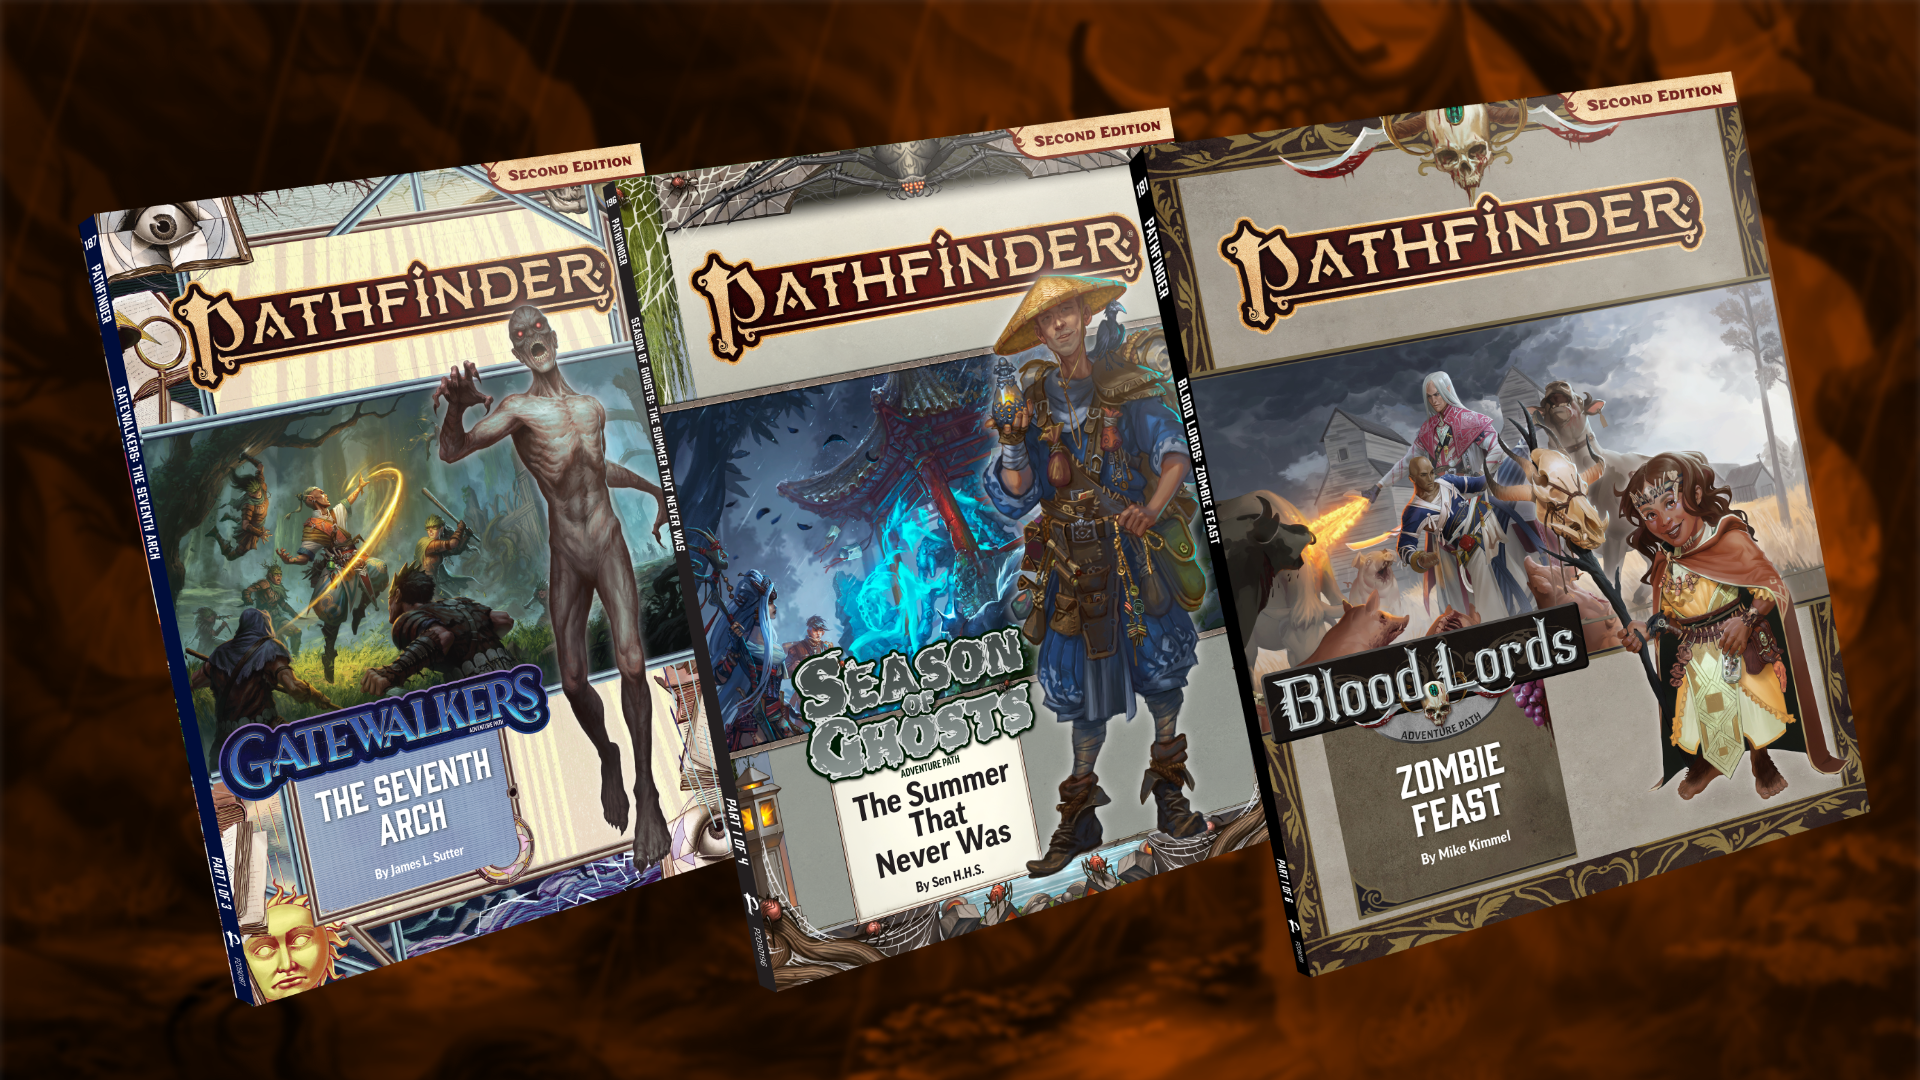 SECOND EDITION
PATHFINDER
187
PATHFINDER
GATEWALKERS: THE SEVENTH ARCH
PART 1 OF 3
GATEWALKERS
ADVENTURE PATH
THE SEVENTH
ARCH
By James L. Sutter
SECOND EDITION
PATHFINDER®
196
PATHFINDER
SEASON OF GHOSTS: THE SUMMER THAT NEVER WAS
PART 1 OF 4
PZO90196
SEASON
OF
GHOSTS
ADVENTURE PATH
The Summer
That
Never Was
By Sen H.H.S.
SECOND EDITION
PATHFINDER®
181
PATHFINDER
BLOOD LORDS: ZOMBIE FEAST
PART 1 OF 6
Blood Lords
ADVENTURE PATH
ZOMBIE
FEAST
By Mike Kimmel